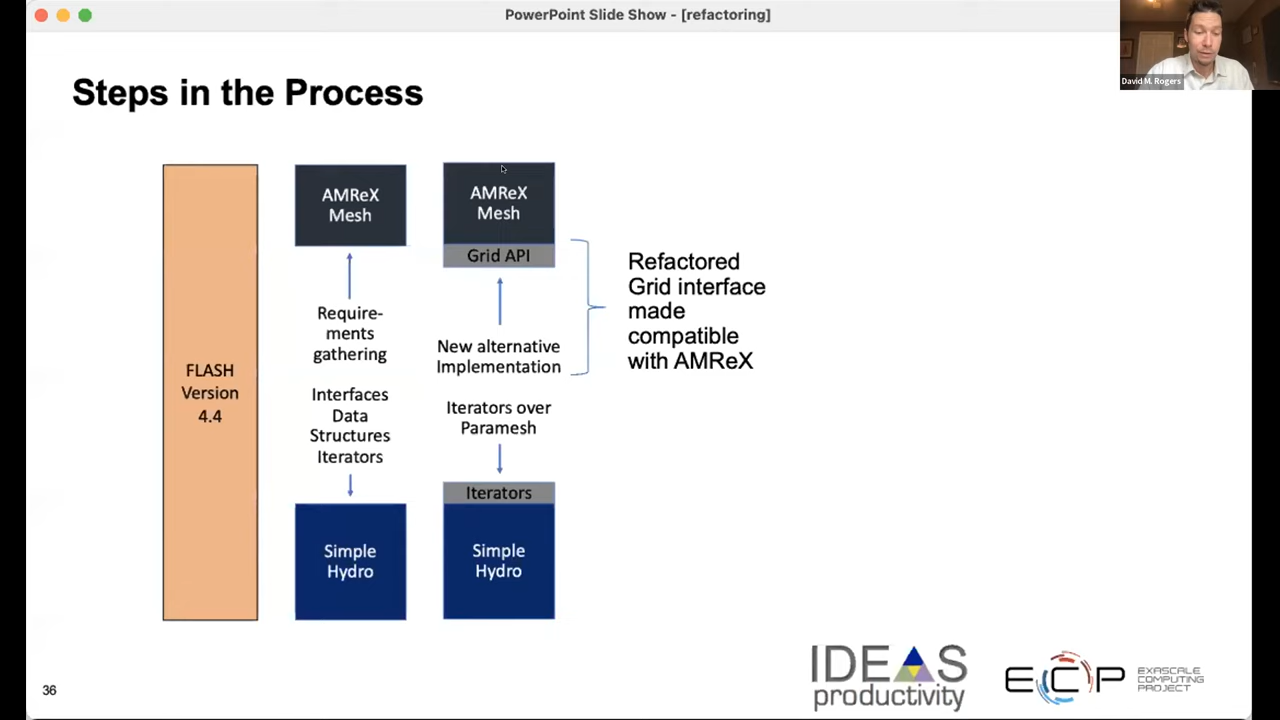 PowerPoint Slide Show - [refactoring]
David M. Rogers
Steps in the Process
FLASH
Version
4.4
AMReX
Mesh
Require-
ments
gathering
Interfaces
Data
Structures
Iterators
Simple
Hydro
AMReX
Mesh
Grid API
New alternative
Implementation
Iterators over
Paramesh
Iterators
Simple
Hydro
Refactored
Grid interface
made
compatible
with AMReX
36
IDEAS
productivity
ECP
EXASCALE
COMPUTING
PROJECT